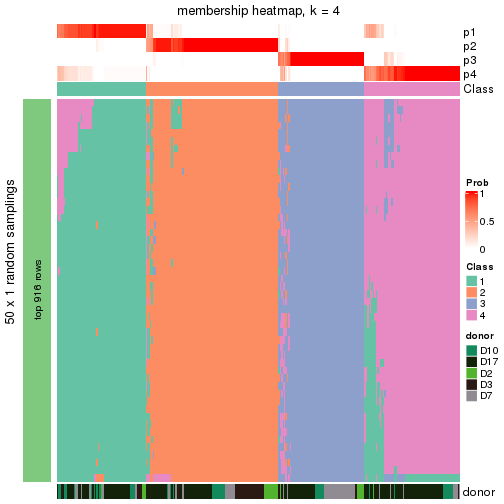 membership heatmap, k = 4
p1
p2
p3
p4
Class
50 x 1 random samplings
top 916 rows
Prob
1
0.5
0
Class
1
2
3
4
donor
D10
D17
D2
D3
D7
donor